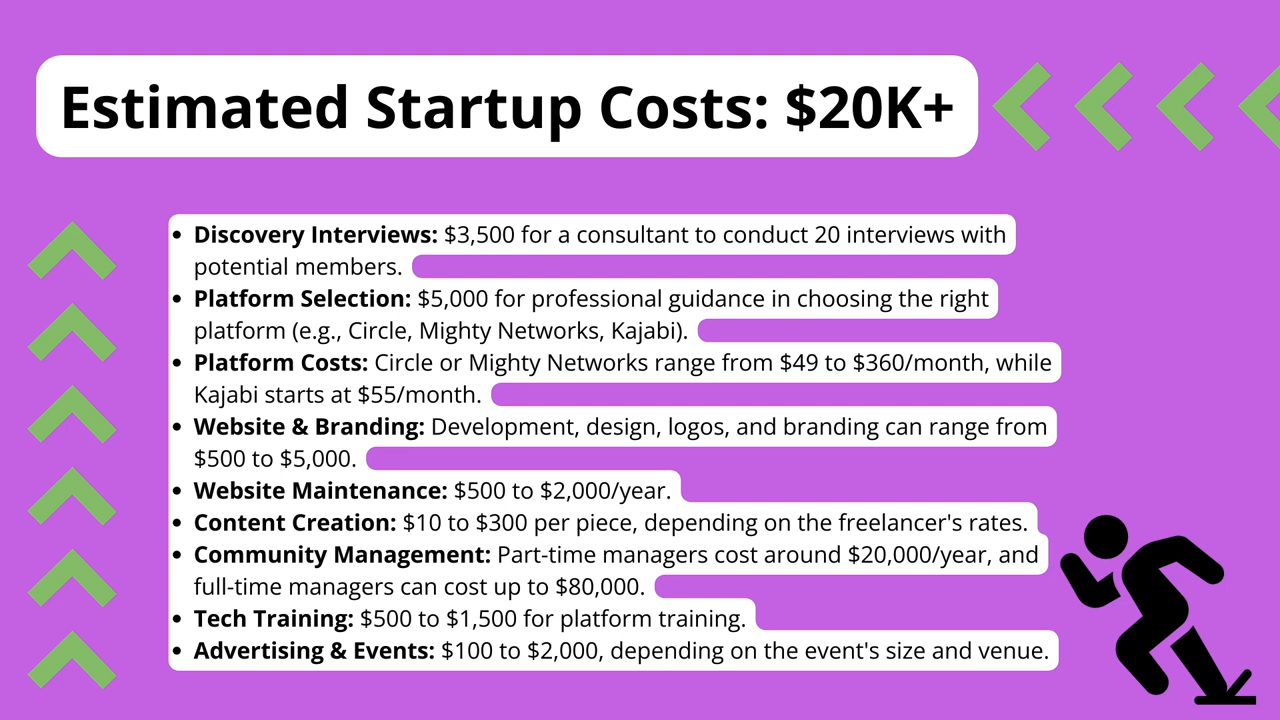 Estimated Startup Costs: $20K+
• Discovery Interviews: $3,500 for a consultant to conduct 20 interviews with
potential members.
• Platform Selection: $5,000 for professional guidance in choosing the right
platform (e.g., Circle, Mighty Networks, Kajabi).
• Platform Costs: Circle or Mighty Networks range from $49 to $360/month, while
Kajabi starts at $55/month.
• Website & Branding: Development, design, logos, and branding can range from
$500 to $5,000.
• Website Maintenance: $500 to $2,000/year.
• Content Creation: $10 to $300 per piece, depending on the freelancer's rates.
• Community Management: Part-time managers cost around $20,000/year, and
full-time managers can cost up to $80,000.
• Tech Training: $500 to $1,500 for platform training.
• Advertising & Events: $100 to $2,000, depending on the event's size and venue.